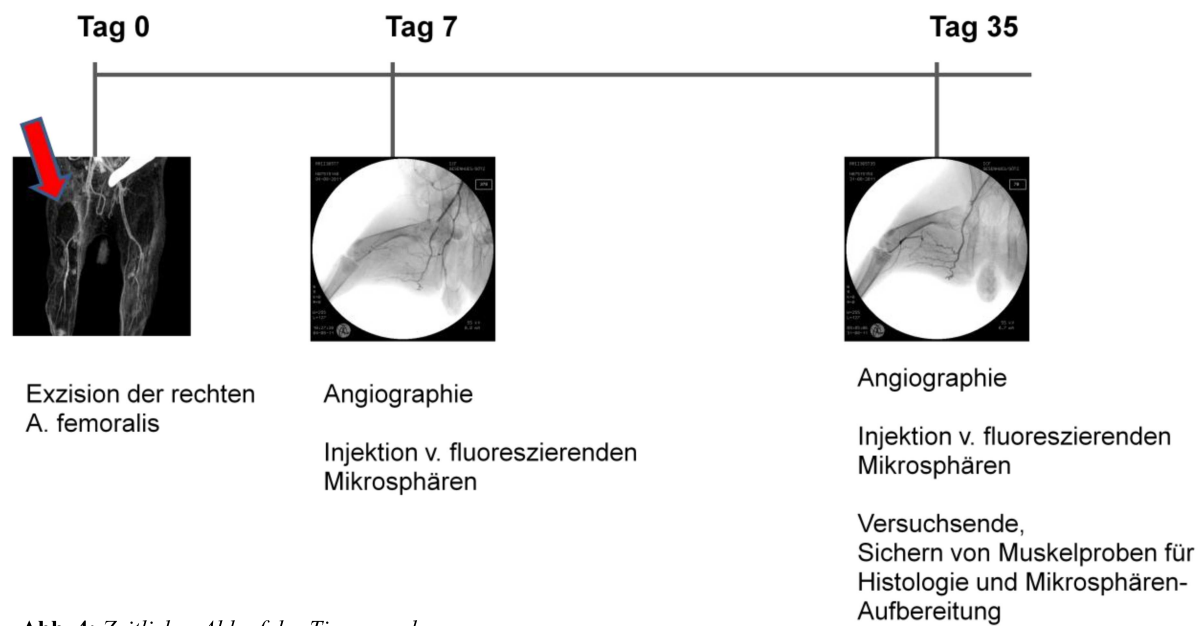 Tag 0
Tag 7
Tag 35
Exzision der rechten
A. femoralis
Angiographie
Injektion v. fluoreszierenden
Mikrosphären
Angiographie
Injektion v. fluoreszierenden
Mikrosphären
Versuchsende,
Sichern von Muskelproben für
Histologie und Mikrosphären-
Aufbereitung